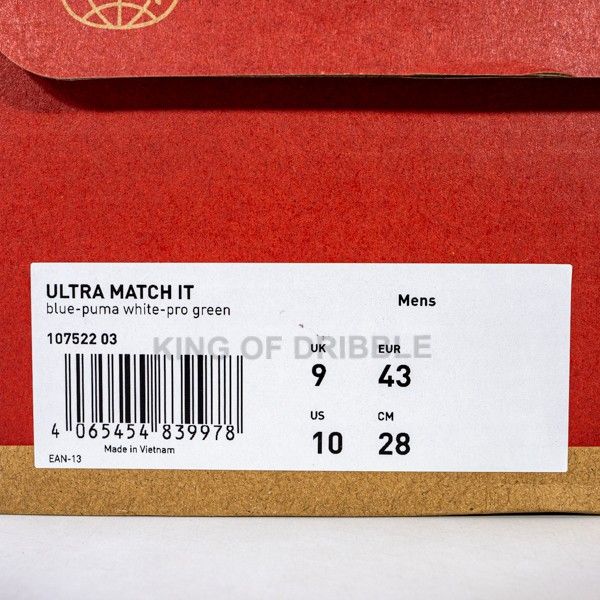 ULTRA MATCH IT
blue-puma white-pro green
Mens
107522 03
KING OF DRIBBLE
UK EUR
9 43
US CM
10 28
4 065454 839978
Made in Vietnam
EAN-13